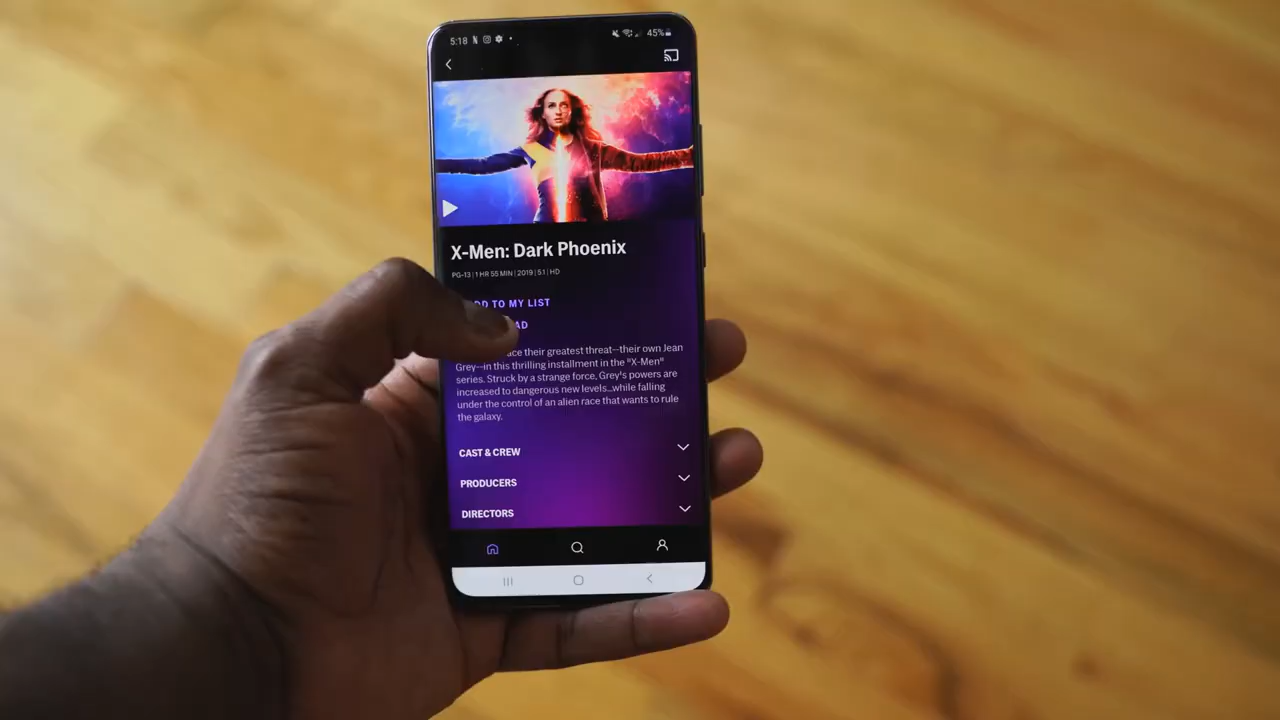 5:18
45%
X-Men: Dark Phoenix
PG-13 | 1 HR 55 MIN | 2019 | 5.1 | HD
TO MY LIST
their greatest threat—their own Jean
Grey—in this thrilling installment in the "X-Men"
series. Struck by a strange force, Grey's powers are
increased to dangerous new levels...while falling
under the control of an alien race that wants to rule
the galaxy.
CAST & CREW
PRODUCERS
DIRECTORS